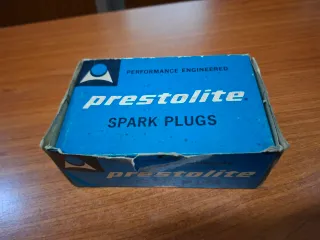 PERFORMANCE ENGINEERED
prestolite
SPARK PLUGS
prestolite